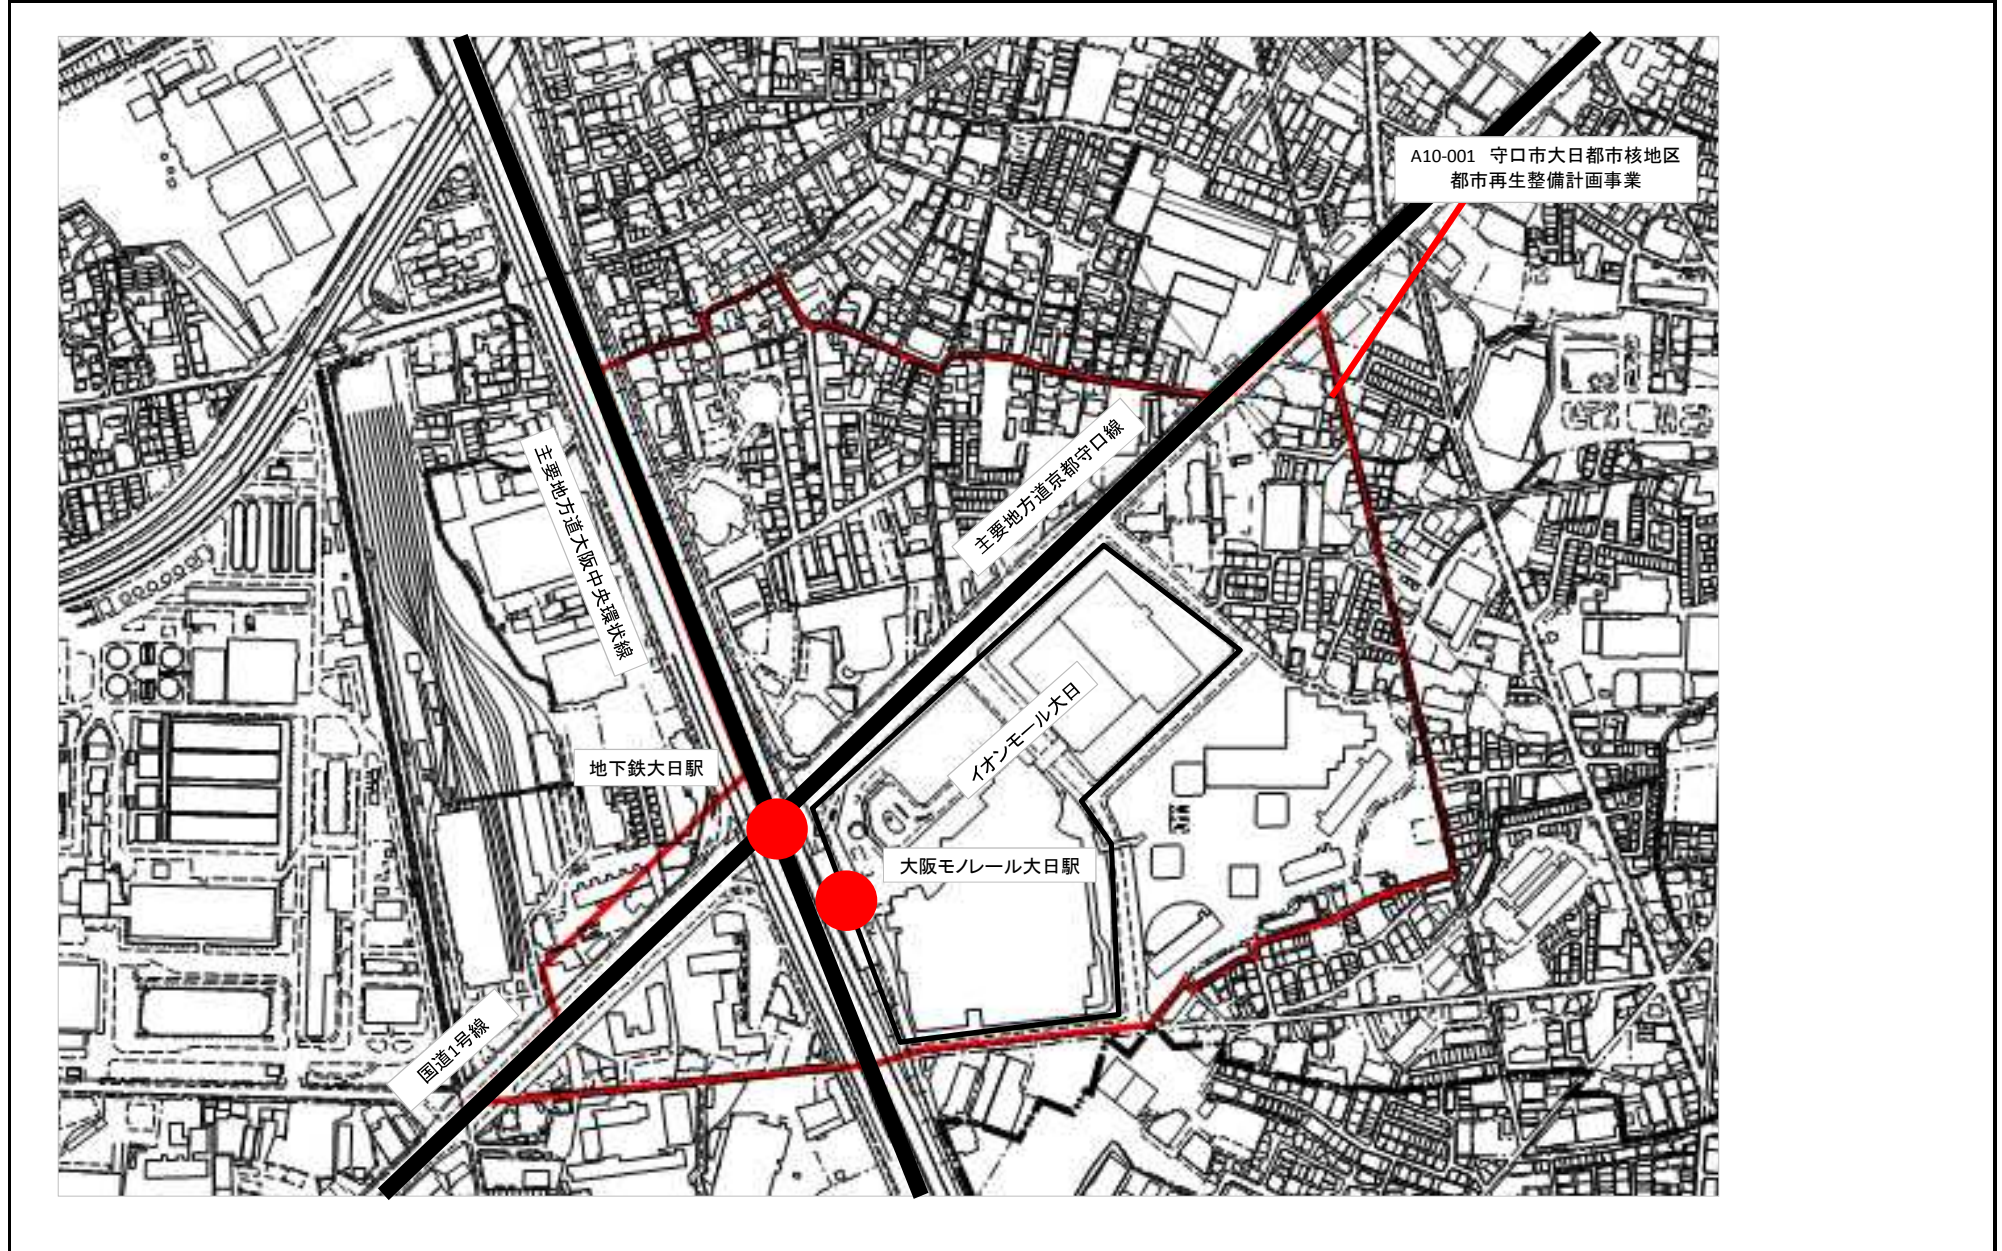 A10-001 守口市大日都市核地区
都市再生整備計画事業
主要地方道京都守口線
主要地方道大阪中央環状線
イオンモール大日
地下鉄大日駅
大阪モノレール大日駅
国道1号線